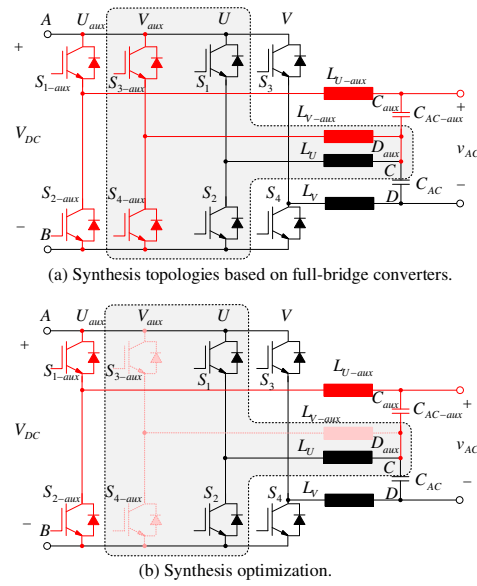 A U_aux V_aux U V
+
S_1-aux S_3-aux S_1 S_3
L_U-aux
C_aux C_AC-aux +
L_V-aux
V_DC D_aux v_AC
L_U C C_AC
S_2-aux S_4-aux S_2 S_4 L_V D −
− B
(a) Synthesis topologies based on full-bridge converters.
A U_aux V_aux U V
+
S_1-aux S_3-aux S_1 S_3
L_U-aux
C_aux C_AC-aux +
L_V-aux
V_DC D_aux v_AC
L_U C C_AC
S_2-aux S_4-aux S_2 S_4 L_V D −
− B
(b) Synthesis optimization.